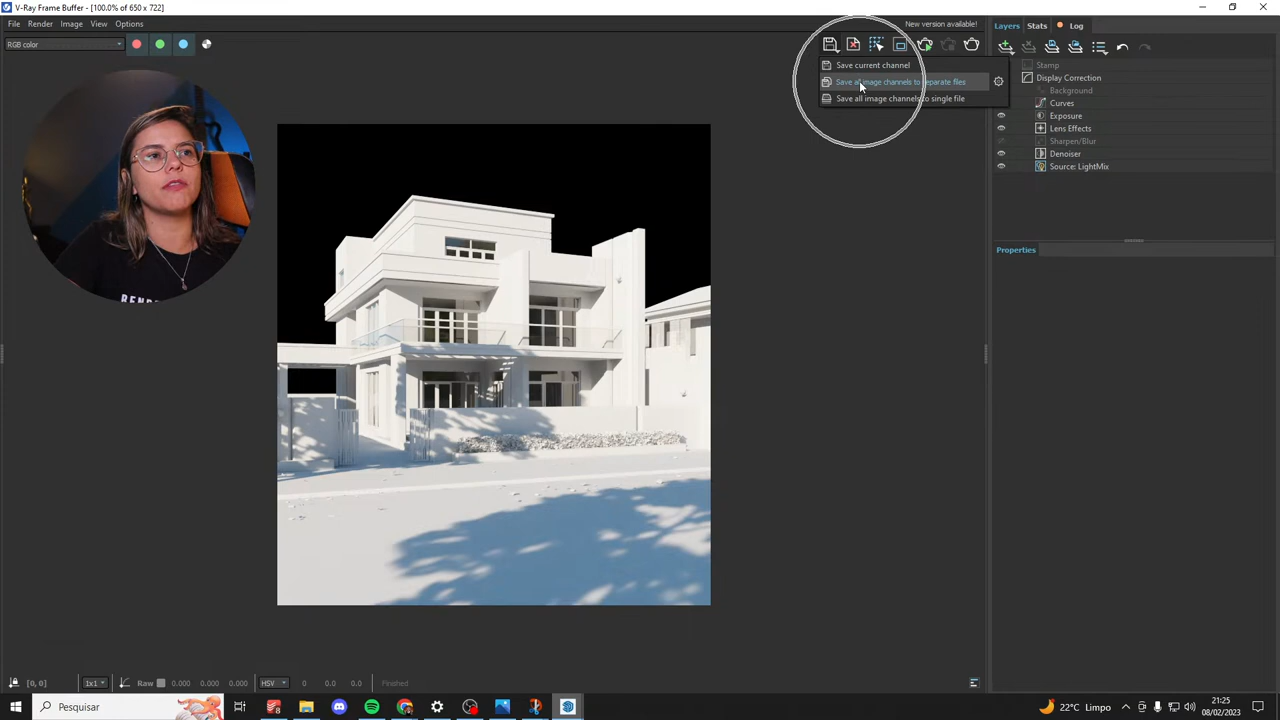 V-Ray Frame Buffer - [100.0% of 650 x 722]
File Render Image View Options
New version available!
RGB color
Layers Stats Log
Save current channel
Save all image channels to separate files
Save all image channels to single file
Stamp
Display Correction
Background
Curves
Exposure
Lens Effects
Sharpen/Blur
Denoiser
Source: LightMix
Properties
[0, 0] 1x1 Raw 0.000 0.000 0.000 HSV 0 0.0 0.0 Finished
Pesquisar
22°C Limpo
21:25
08/02/2023